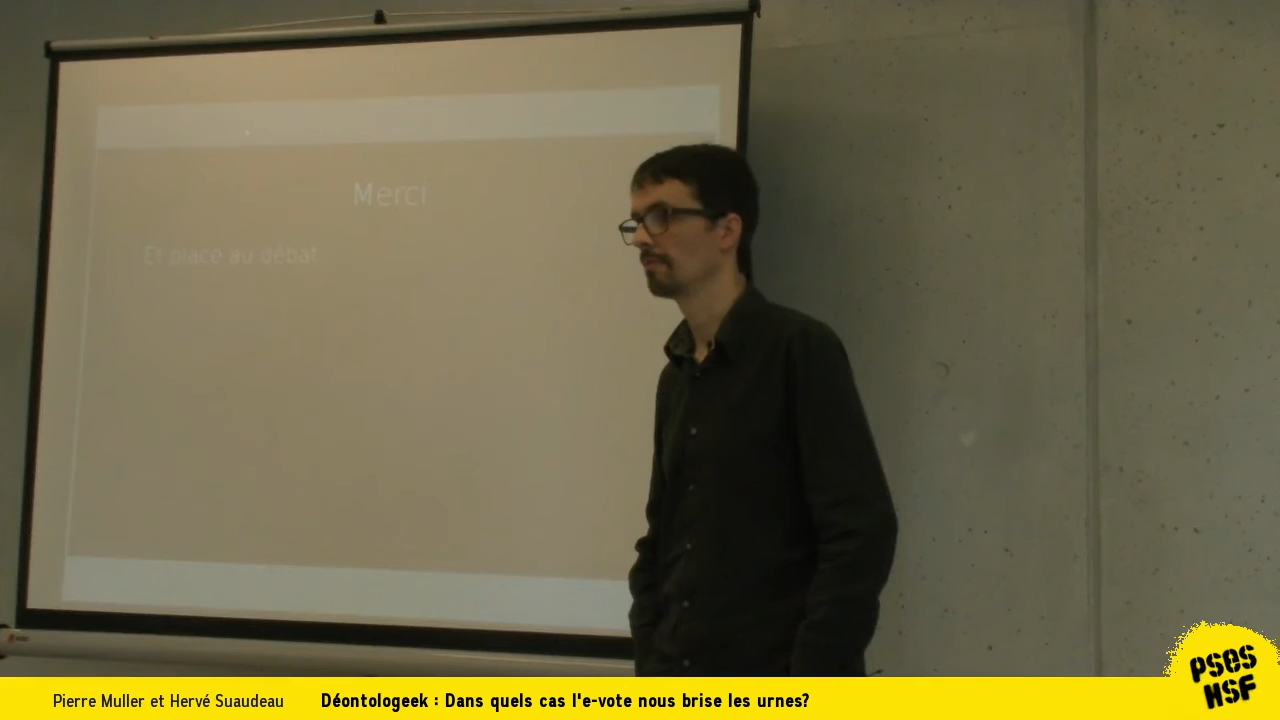 Merci
Et place au débat
PSES
HSF
Pierre Muller et Hervé Suaudeau
Déontologeek : Dans quels cas l'e-vote nous brise les urnes?